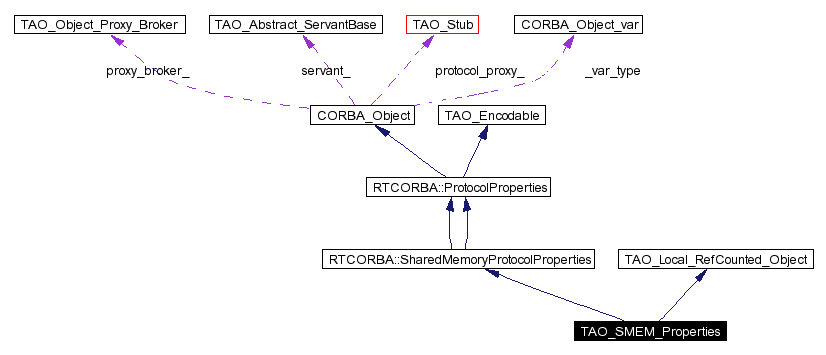 TAO_Object_Proxy_Broker
TAO_Abstract_ServantBase
TAO_Stub
CORBA_Object_var
proxy_broker_
servant_
protocol_proxy_
_var_type
CORBA_Object
TAO_Encodable
RTCORBA::ProtocolProperties
RTCORBA::SharedMemoryProtocolProperties
TAO_Local_RefCounted_Object
TAO_SMEM_Properties